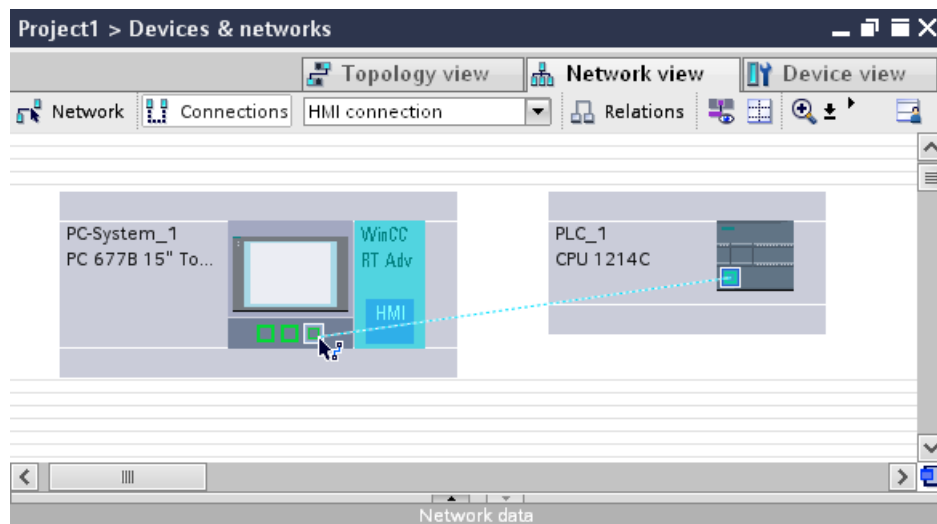 Project1 > Devices & networks
Topology view
Network view
Device view
Network
Connections
HMI connection
Relations
PC-System_1
PC 677B 15" To...
WinCC
RT Adv
HMI
PLC_1
CPU 1214C
Network data